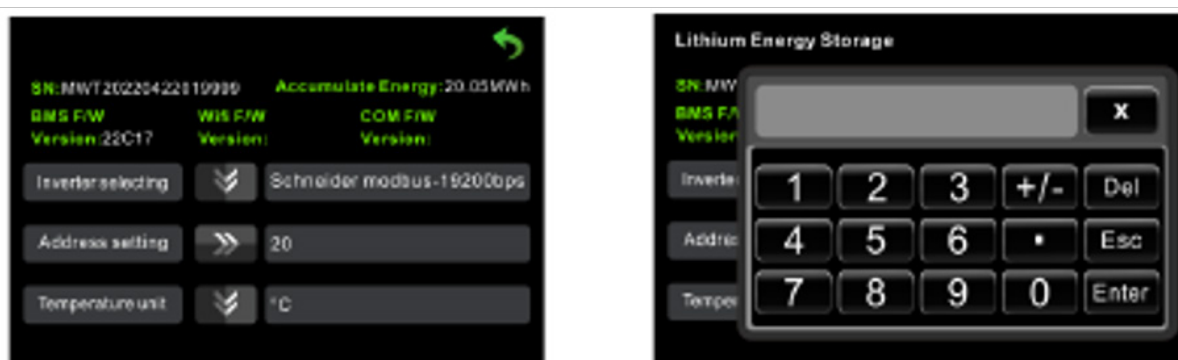 SN:MWT20220422019999 Accumulate Energy:20.05MWh
BMS F/W WIFI F/W COM F/W
Version:22C17 Version: Version:
Inverter selecting Schneider modbus-19200bps
Address setting 20
Temperature unit °C
Lithium Energy Storage
SN:MW
BMS F/
Version
X
Inverte
1 2 3 +/- Del
Addres
4 5 6 . Esc
Temper
7 8 9 0 Enter